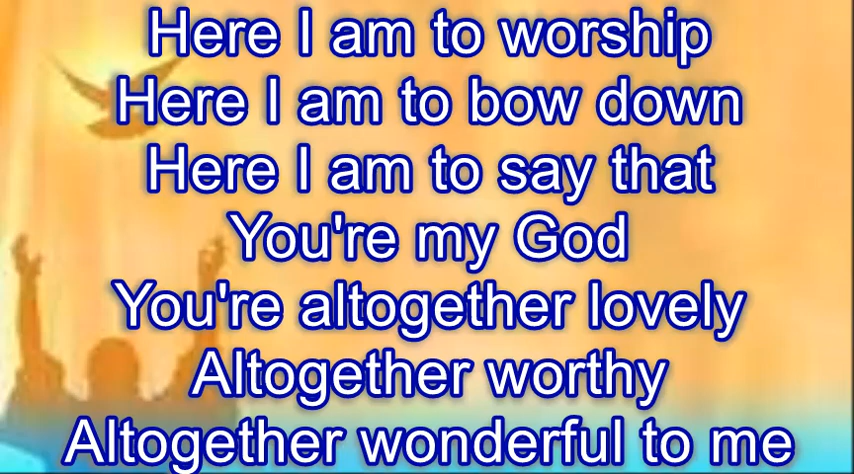 Here I am to worship
Here I am to bow down
Here I am to say that
You're my God
You're altogether lovely
Altogether worthy
Altogether wonderful to me